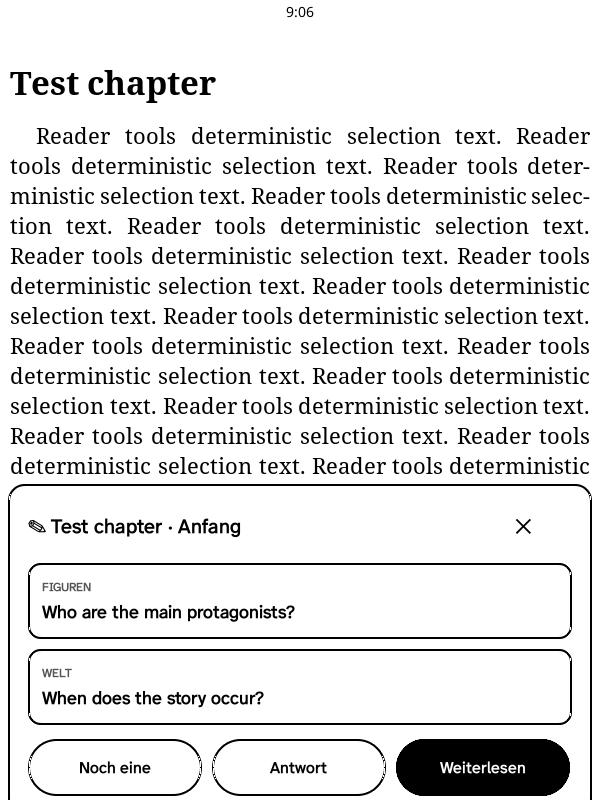 9:06
Test chapter
Reader tools deterministic selection text. Reader
tools deterministic selection text. Reader tools deter-
ministic selection text. Reader tools deterministic selec-
tion text. Reader tools deterministic selection text.
Reader tools deterministic selection text. Reader tools
deterministic selection text. Reader tools deterministic
selection text. Reader tools deterministic selection text.
Reader tools deterministic selection text. Reader tools
deterministic selection text. Reader tools deterministic
selection text. Reader tools deterministic selection text.
Reader tools deterministic selection text. Reader tools
deterministic selection text. Reader tools deterministic
✎ Test chapter · Anfang
FIGUREN
Who are the main protagonists?
WELT
When does the story occur?
Noch eine
Antwort
Weiterlesen